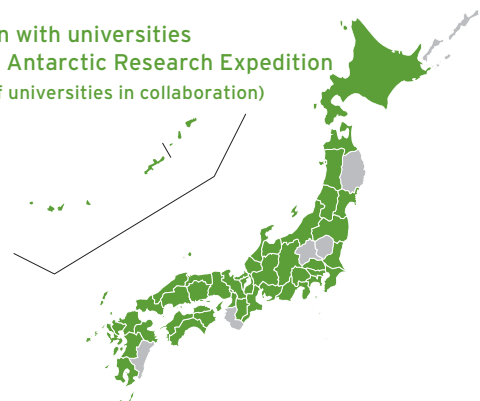 n with universities
Antarctic Research Expedition
f universities in collaboration)